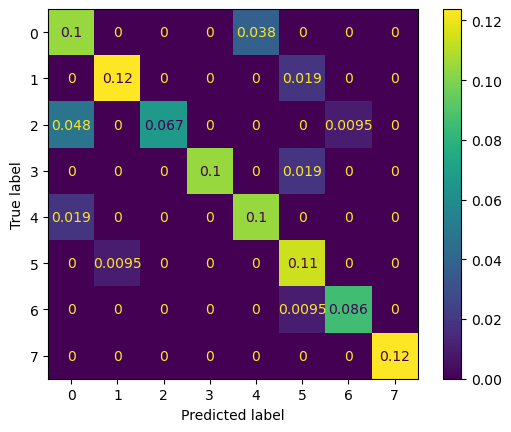 0 0.1 0 0 0 0.038 0 0 0 0.12
1 0 0.12 0 0 0 0.019 0 0 0.10
2 0.048 0 0.067 0 0 0 0.0095 0 0.08
3 0 0 0 0.1 0 0.019 0 0 0.06
4 0.019 0 0 0 0.1 0 0 0
5 0 0.0095 0 0 0 0.11 0 0 0.04
6 0 0 0 0 0 0.0095 0.086 0 0.02
7 0 0 0 0 0 0 0 0.12 0.00
0 1 2 3 4 5 6 7
True label
Predicted label